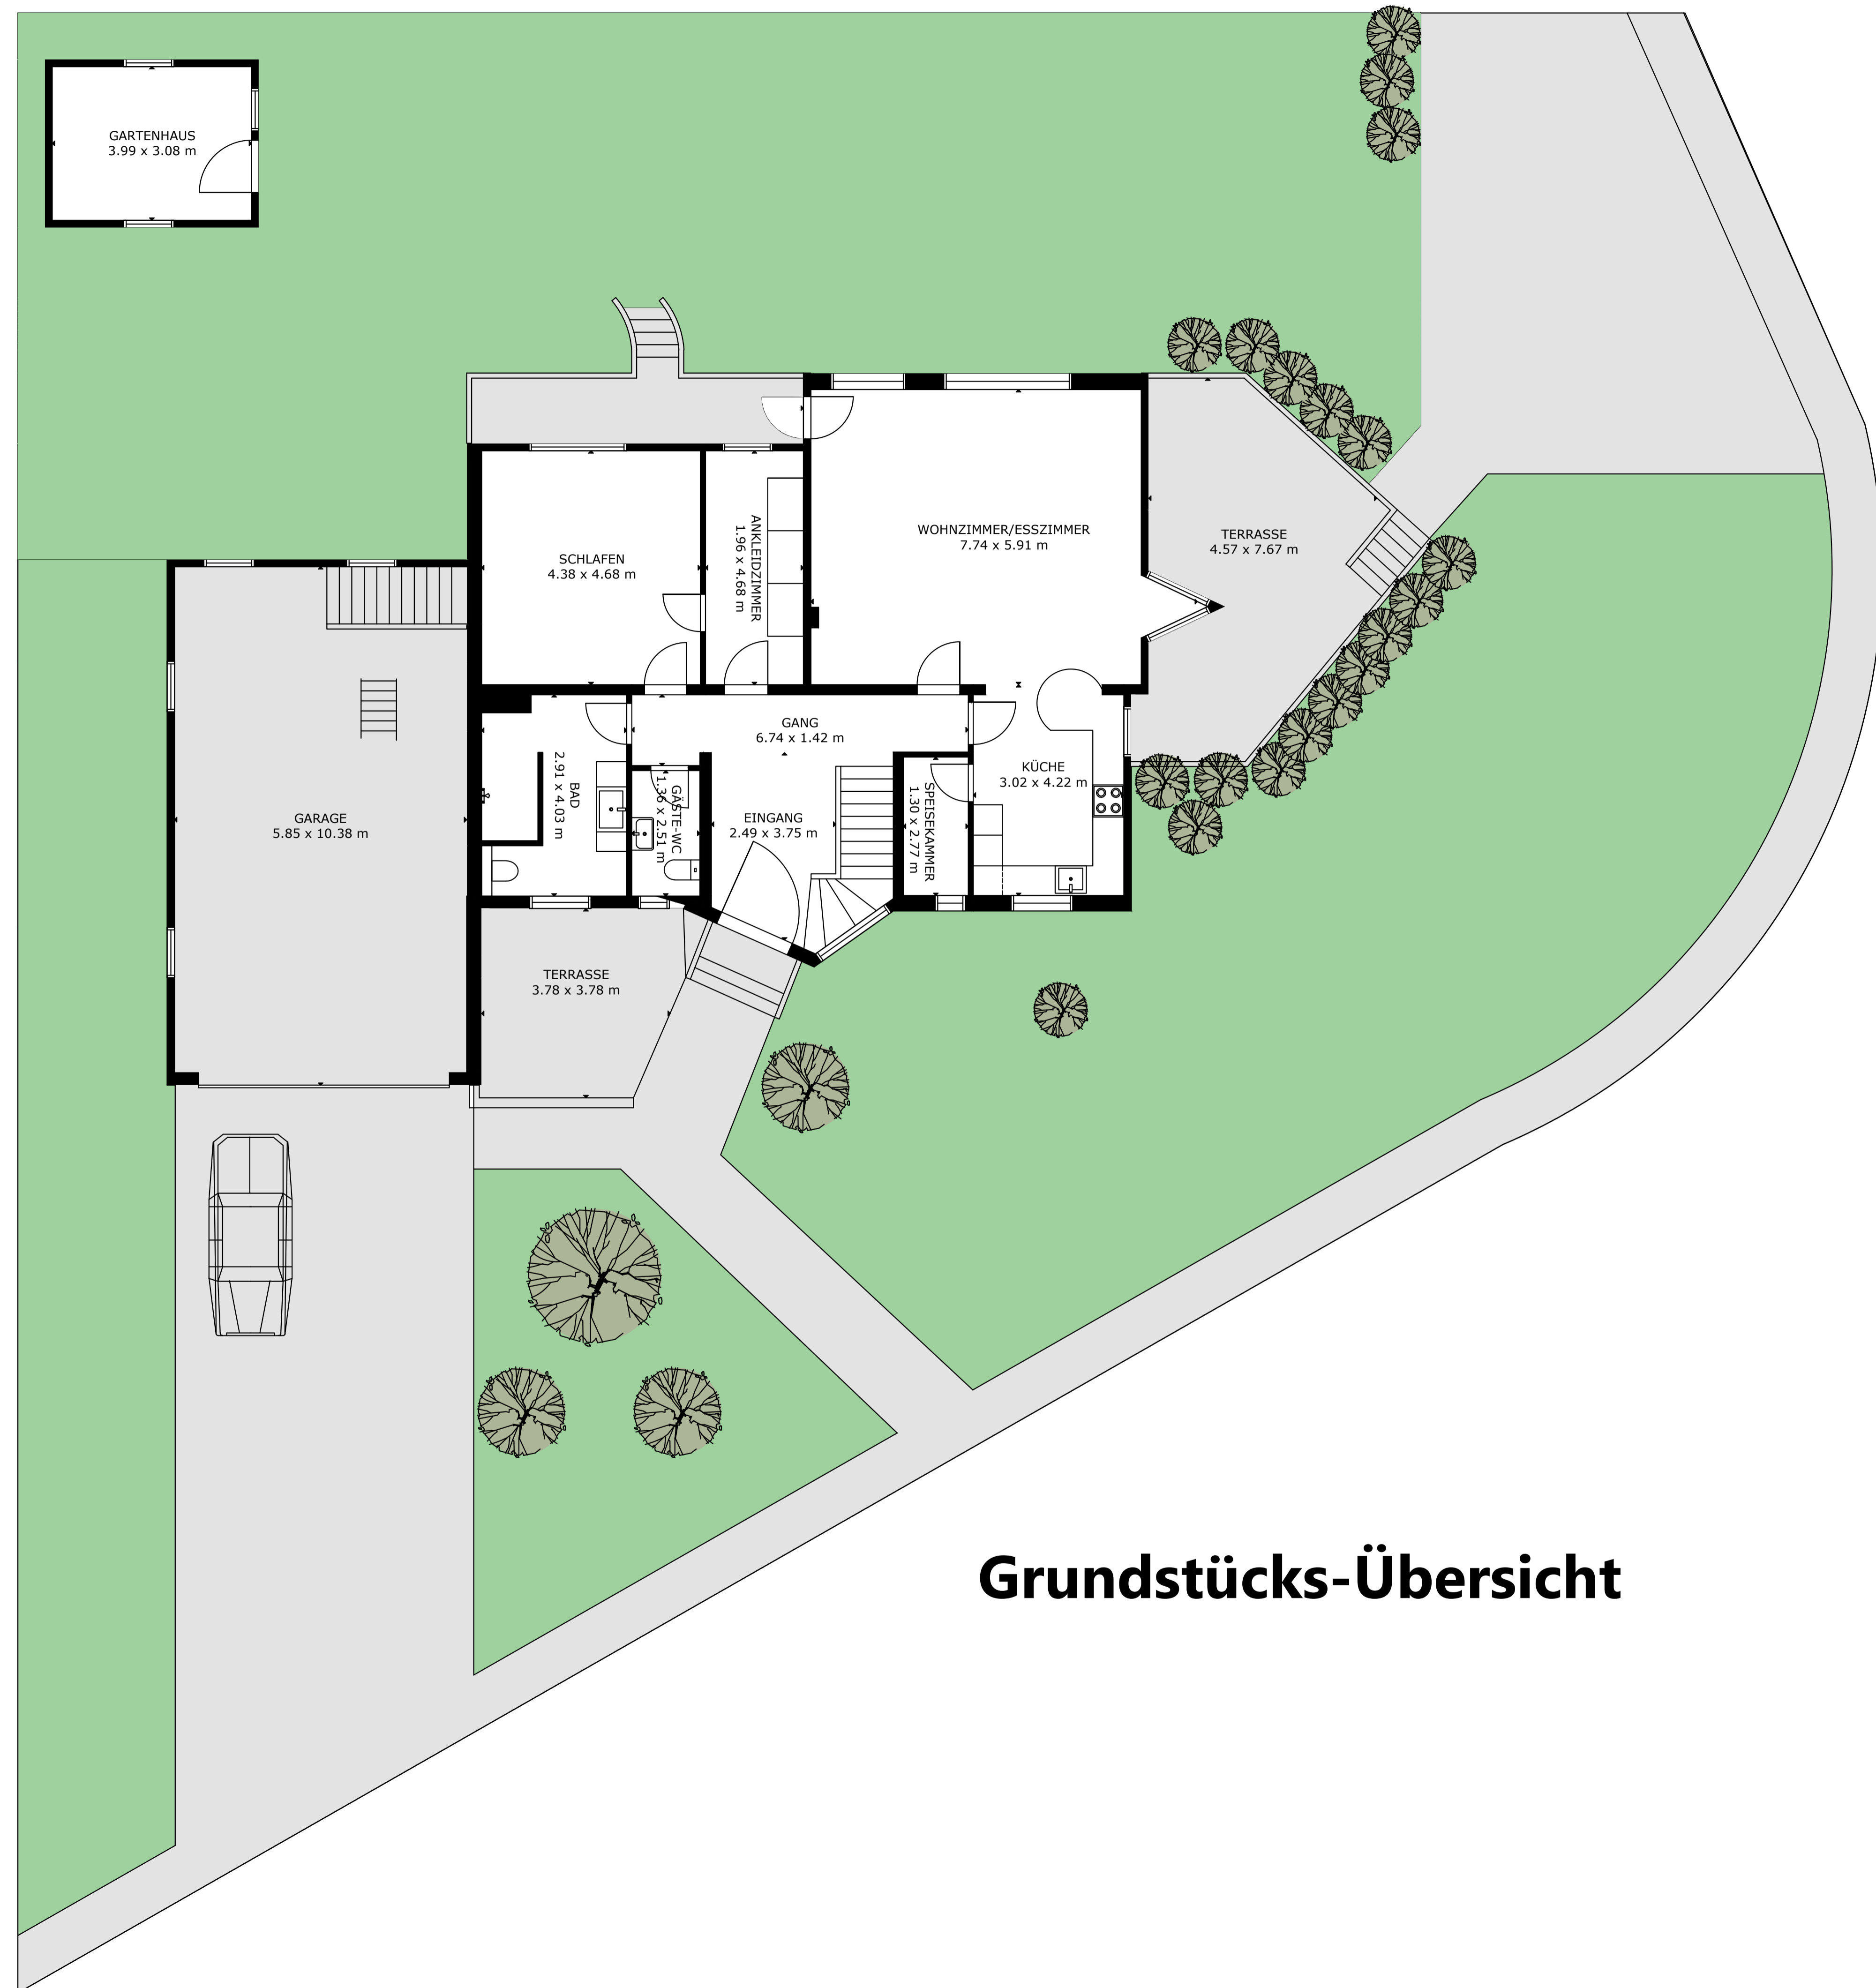 GARTENHAUS
3.99 x 3.08 m
WOHNZIMMER/ESSZIMMER
7.74 x 5.91 m
TERRASSE
4.57 x 7.67 m
SCHLAFEN
4.38 x 4.68 m
ANKLEIDZIMMER
1.96 x 4.68 m
GANG
6.74 x 1.42 m
KÜCHE
3.02 x 4.22 m
GARAGE
5.85 x 10.38 m
BAD
2.91 x 4.03 m
GÄSTE-WC
1.36 x 2.51 m
EINGANG
2.49 x 3.75 m
SPEISEKAMMER
1.30 x 2.77 m
TERRASSE
3.78 x 3.78 m
Grundstücks-Übersicht